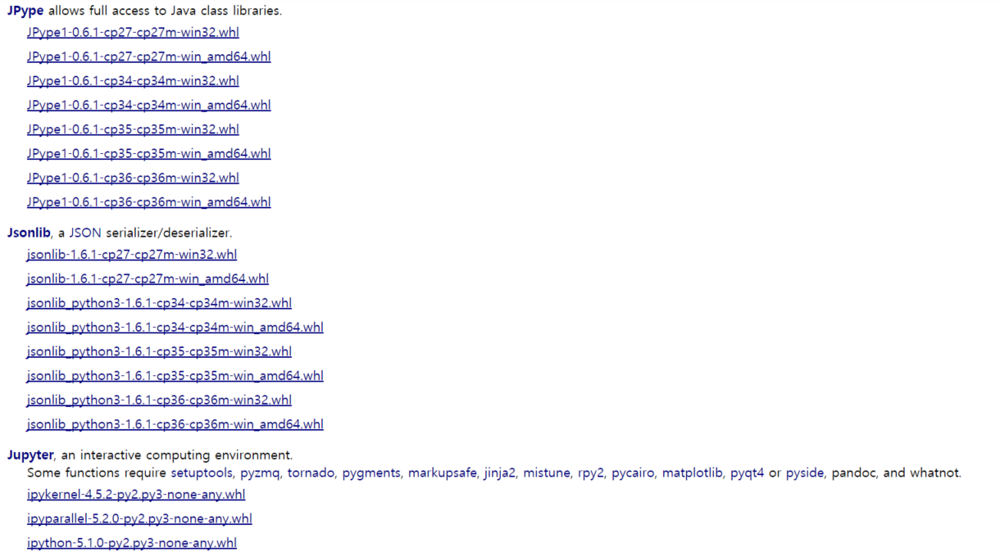 JPype allows full access to Java class libraries.
JPype1-0.6.1-cp27-cp27m-win32.whl
JPype1-0.6.1-cp27-cp27m-win_amd64.whl
JPype1-0.6.1-cp34-cp34m-win32.whl
JPype1-0.6.1-cp34-cp34m-win_amd64.whl
JPype1-0.6.1-cp35-cp35m-win32.whl
JPype1-0.6.1-cp35-cp35m-win_amd64.whl
JPype1-0.6.1-cp36-cp36m-win32.whl
JPype1-0.6.1-cp36-cp36m-win_amd64.whl
Jsonlib, a JSON serializer/deserializer.
jsonlib-1.6.1-cp27-cp27m-win32.whl
jsonlib-1.6.1-cp27-cp27m-win_amd64.whl
jsonlib_python3-1.6.1-cp34-cp34m-win32.whl
jsonlib_python3-1.6.1-cp34-cp34m-win_amd64.whl
jsonlib_python3-1.6.1-cp35-cp35m-win32.whl
jsonlib_python3-1.6.1-cp35-cp35m-win_amd64.whl
jsonlib_python3-1.6.1-cp36-cp36m-win32.whl
jsonlib_python3-1.6.1-cp36-cp36m-win_amd64.whl
Jupyter, an interactive computing environment.
Some functions require setuptools, pyzmq, tornado, pygments, markupsafe, jinja2, mistune, rpy2, pycairo, matplotlib, pyqt4 or pyside, pandoc, and whatnot.
ipykernel-4.5.2-py2.py3-none-any.whl
ipyparallel-5.2.0-py2.py3-none-any.whl
ipython-5.1.0-py2.py3-none-any.whl